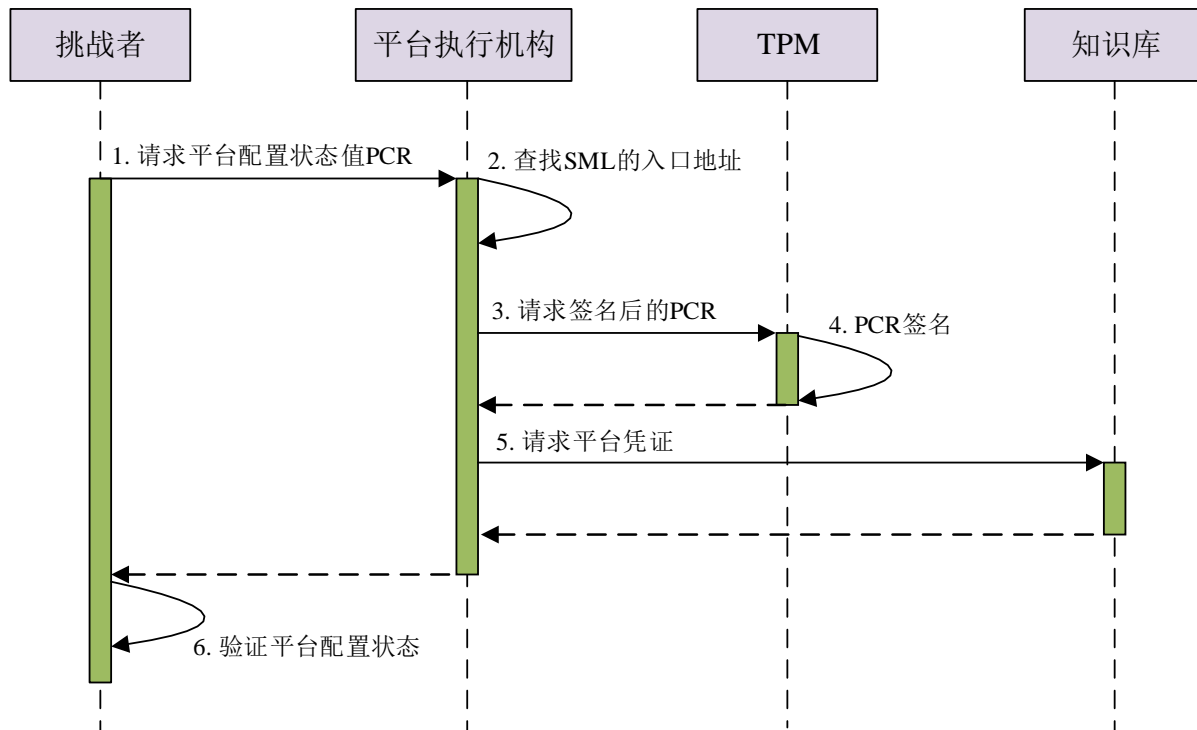 挑战者
平台执行机构
TPM
知识库
1. 请求平台配置状态值PCR
2. 查找SML的入口地址
3. 请求签名后的PCR
4. PCR签名
5. 请求平台凭证
6. 验证平台配置状态